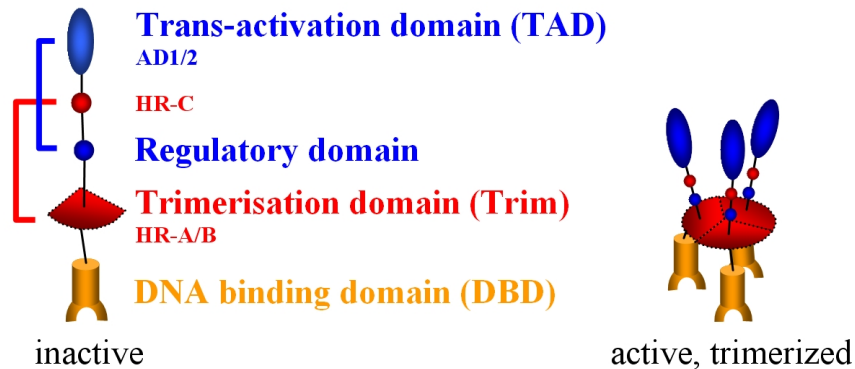 Trans-activation domain (TAD)
AD1/2
HR-C
Regulatory domain
Trimerisation domain (Trim)
HR-A/B
DNA binding domain (DBD)
inactive
active, trimerized